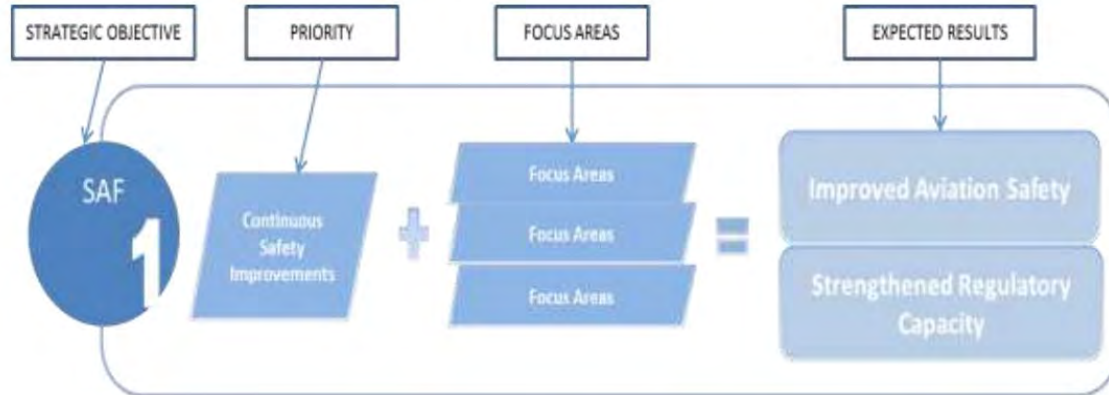 STRATEGIC OBJECTIVE
PRIORITY
FOCUS AREAS
EXPECTED RESULTS
SAF
1
Continuous
Safety
Improvements
+
Focus Areas
Focus Areas
Focus Areas
=
Improved Aviation Safety
Strengthened Regulatory
Capacity